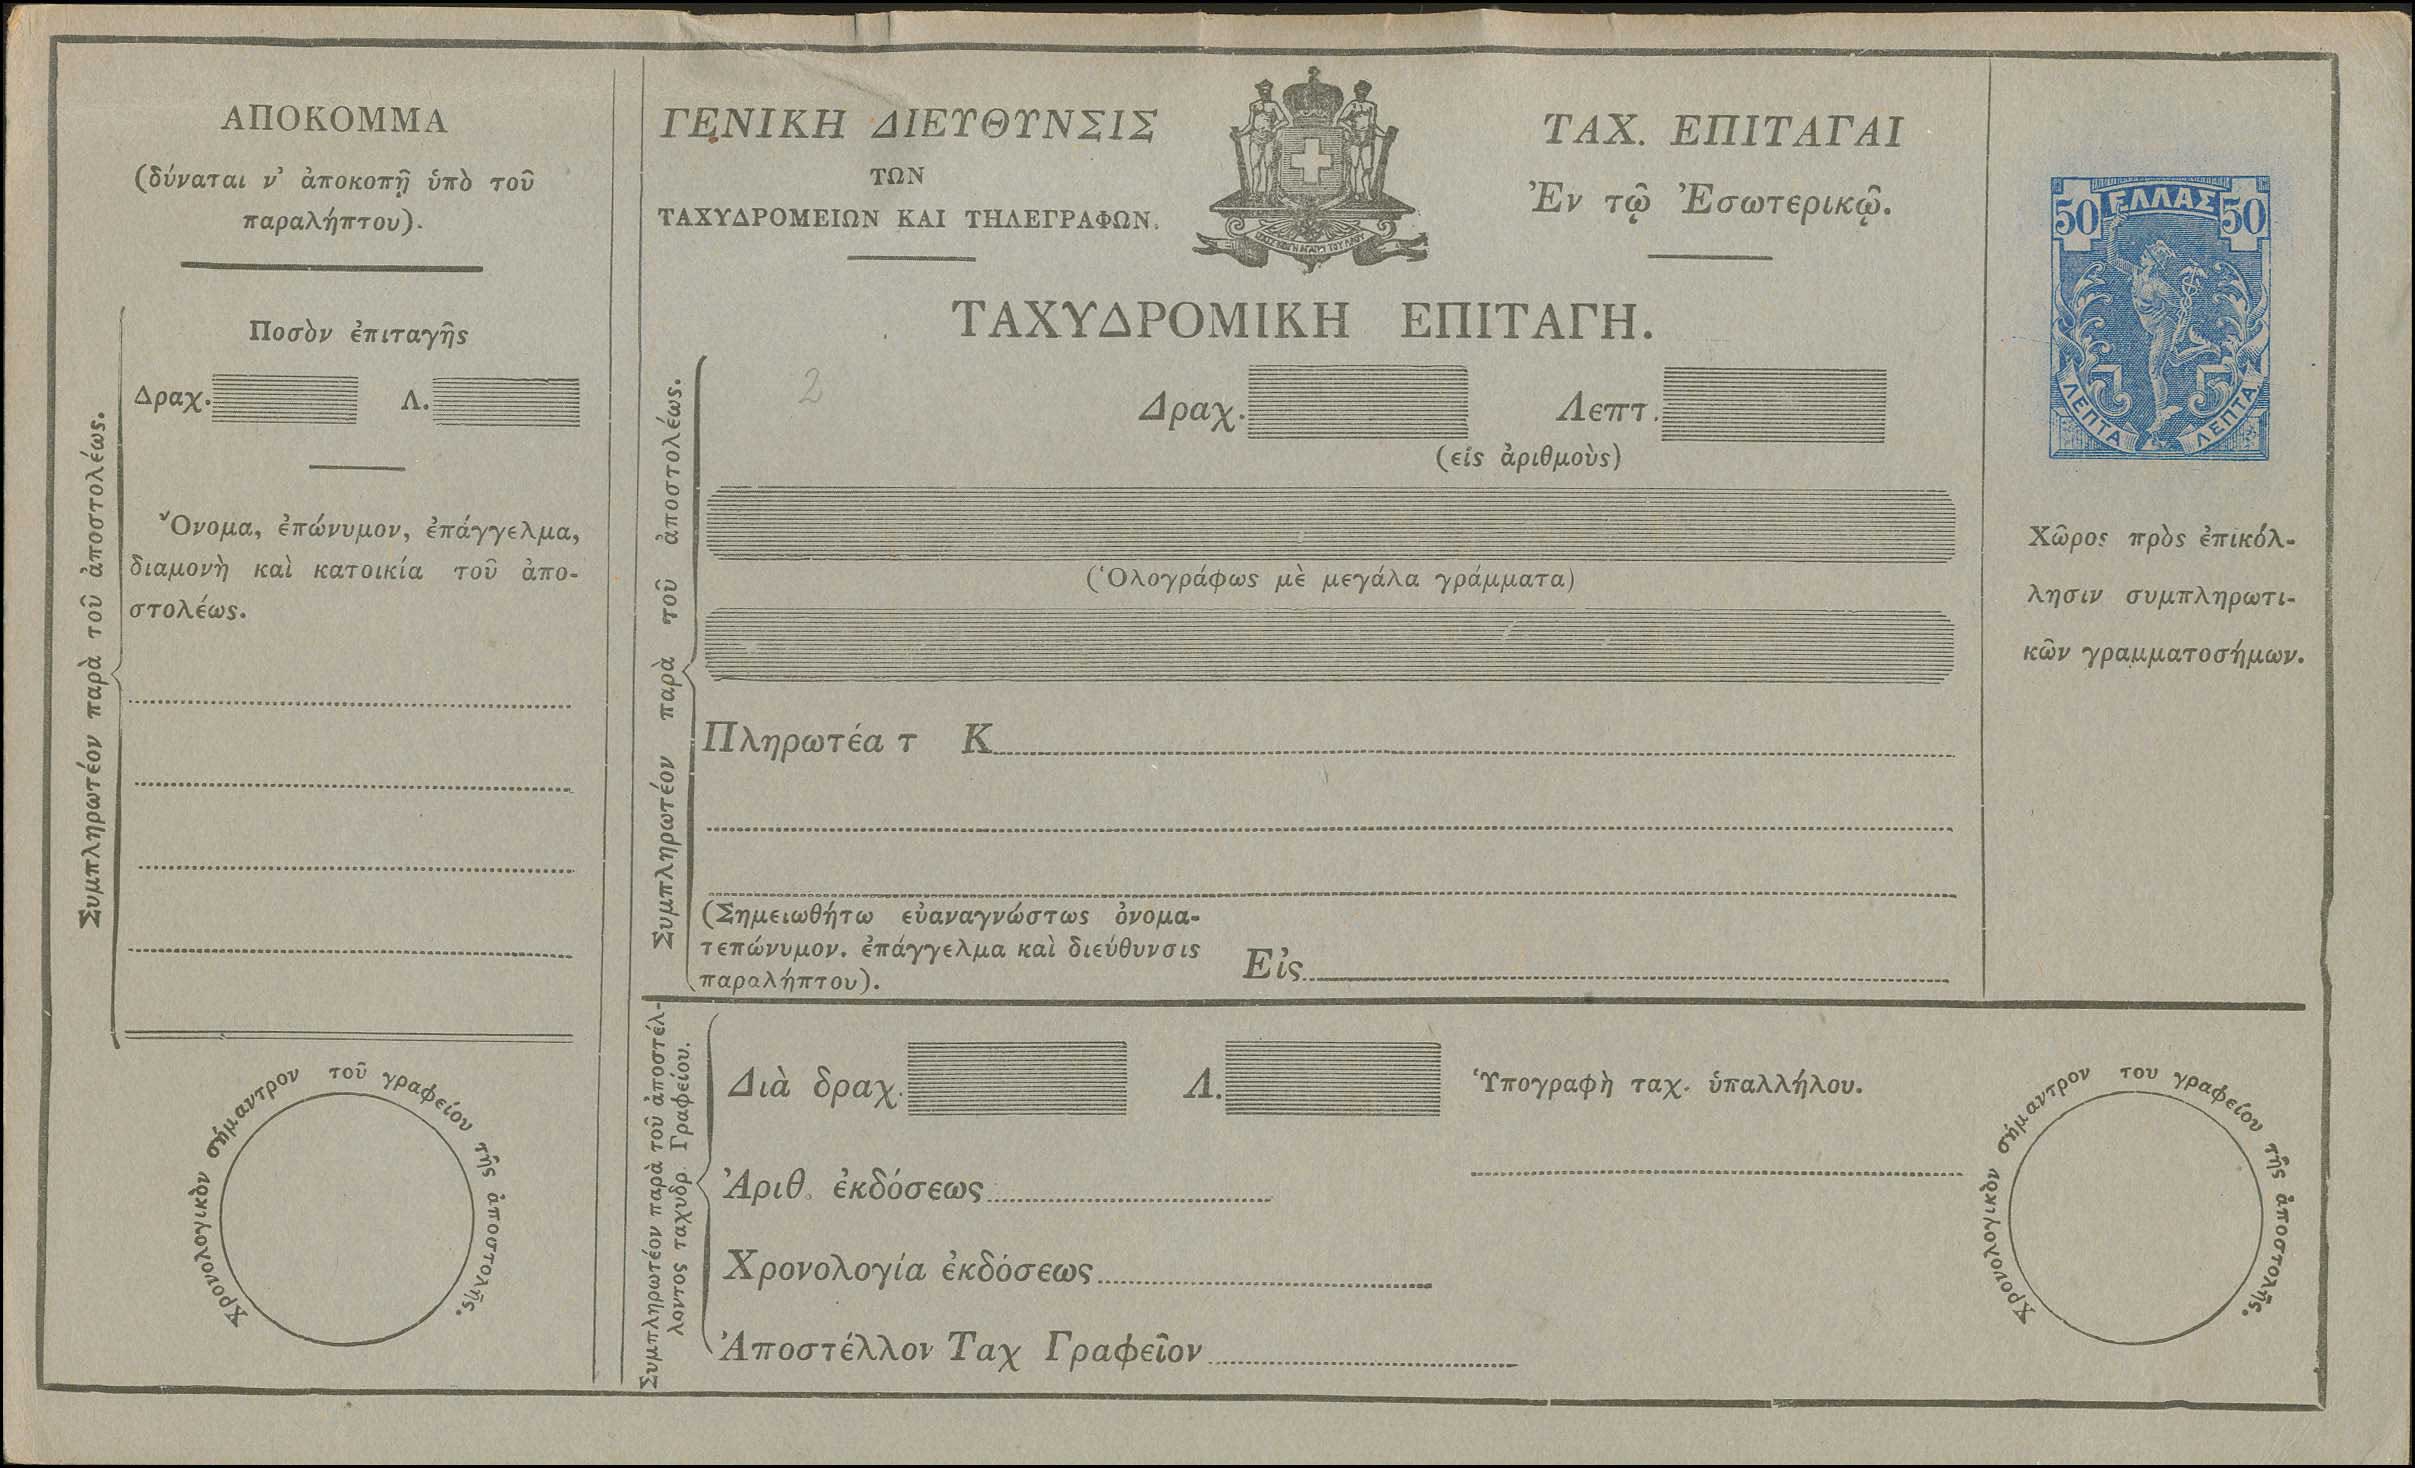 ΑΠΟΚΟΜΜΑ
(δύναται ν' ἀποκοπῇ ὑπὸ τοῦ
παραλήπτου).
Συμπληρωτέον παρὰ τοῦ ἀποστολέως.
Ποσὸν ἐπιταγῆς
Δραχ. Λ.
Ὄνομα, ἐπώνυμον, ἐπάγγελμα,
διαμονὴ καὶ κατοικία τοῦ ἀπο-
στολέως.
Χρονολογικὸν σήμαντρον τοῦ γραφείου τῆς ἀποστολῆς.
ΓΕΝΙΚΗ ΔΙΕΥΘΥΝΣΙΣ
ΤΩΝ
ΤΑΧΥΔΡΟΜΕΙΩΝ ΚΑΙ ΤΗΛΕΓΡΑΦΩΝ.
ΤΑΧ. ΕΠΙΤΑΓΑΙ
Ἐν τῷ Ἐσωτερικῷ.
ΤΑΧΥΔΡΟΜΙΚΗ ΕΠΙΤΑΓΗ.
Συμπληρωτέον παρὰ τοῦ ἀποστολέως.
2
Δραχ. Λεπτ.
(εἰς ἀριθμοὺς)
(Ὁλογράφως μὲ μεγάλα γράμματα)
Πληρωτέα τ Κ
(Σημειωθήτω εὐαναγνώστως ὀνομα-
τεπώνυμον. ἐπάγγελμα καὶ διεύθυνσις
παραλήπτου).
Εἰς
50 ΕΛΛΑΣ 50
ΛΕΠΤΑ ΛΕΠΤΑ
Χῶρος πρὸς ἐπικόλ-
λησιν συμπληρωτι-
κῶν γραμματοσήμων.
Συμπληρωτέον παρὰ τοῦ ἀποστέλ-
λοντος ταχυδρ. Γραφείου.
Διὰ δραχ. Λ.
Ὑπογραφὴ ταχ. ὑπαλλήλου.
Ἀριθ. ἐκδόσεως
Χρονολογία ἐκδόσεως
Ἀποστέλλον Ταχ Γραφεῖον
Χρονολογικὸν σήμαντρον του γραφείου τῆς ἀποστολῆς.